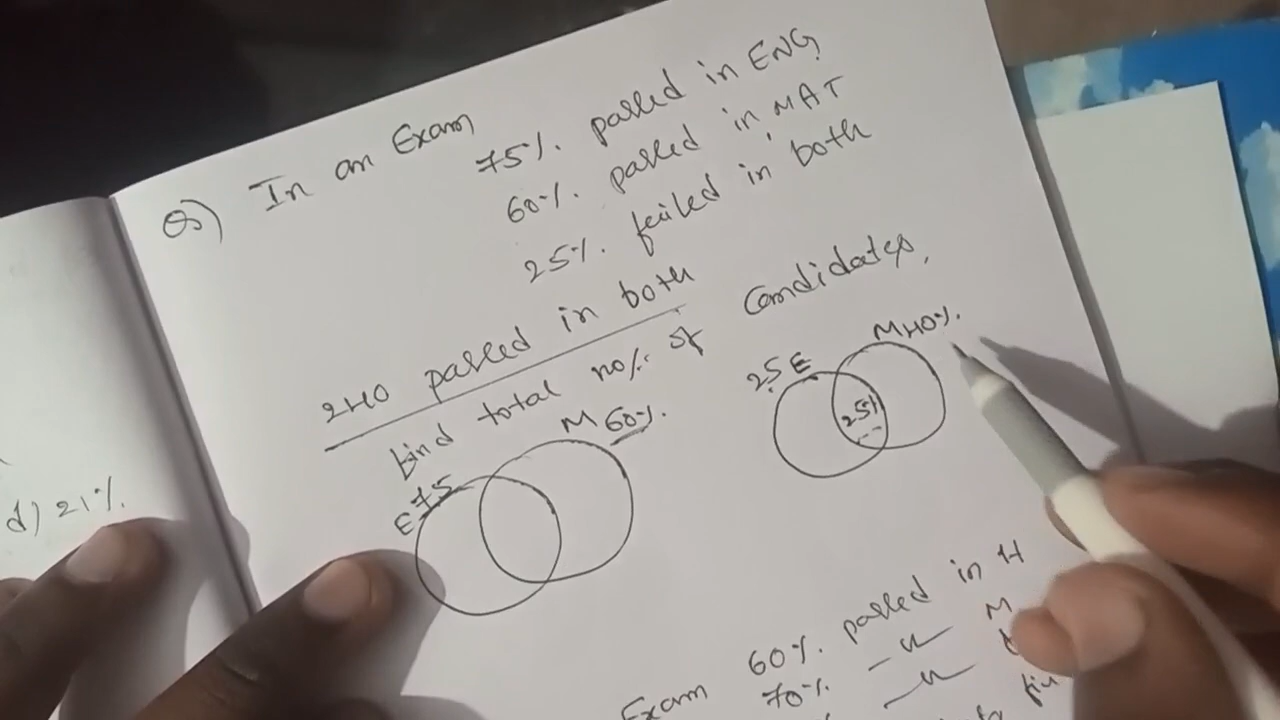 Q) In an Exam
75%. passed in ENG
60%. passed in MAT
25%. failed in both
240 passed in both
find total no%. of Candidates.
E 75
M 60%.
25 E
M 40%.
25%
d) 21%.
Exam 60%. passed in H
70%. — " — M
— " —